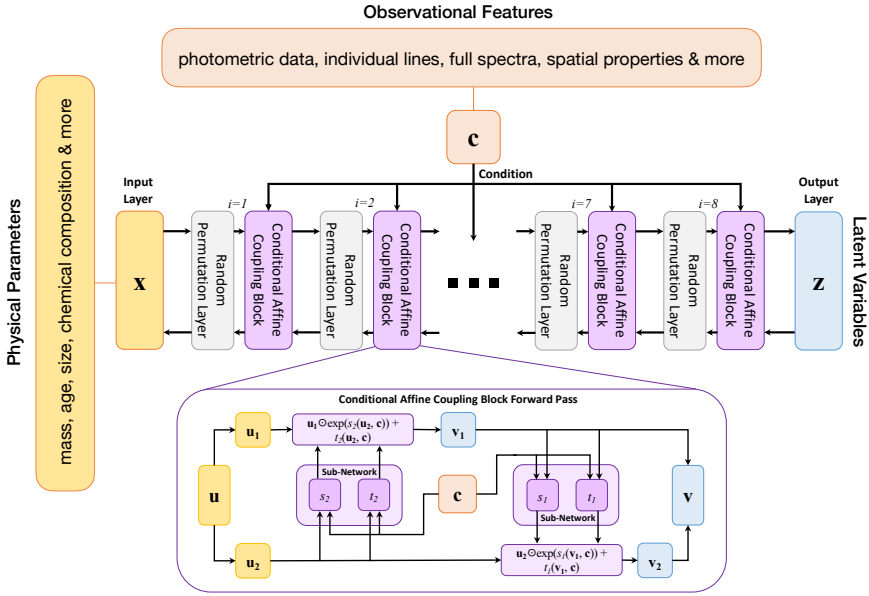 Observational Features
photometric data, individual lines, full spectra, spatial properties & more
Physical Parameters
mass, age, size, chemical composition & more
c
Condition
Input
Layer
x
i=1
Random
Permutation Layer
Conditional Affine
Coupling Block
i=2
Random
Permutation Layer
Conditional Affine
Coupling Block
i=7
Random
Permutation Layer
Conditional Affine
Coupling Block
i=8
Random
Permutation Layer
Conditional Affine
Coupling Block
Output
Layer
z
Latent Variables
Conditional Affine Coupling Block Forward Pass
u
u₁
u₁⊙exp(s₂(u₂, c)) +
t₂(u₂, c)
v₁
Sub-Network
s₂
t₂
c
s₁
t₁
Sub-Network
v
u₂
u₂⊙exp(s₁(v₁, c)) +
t₁(v₁, c)
v₂